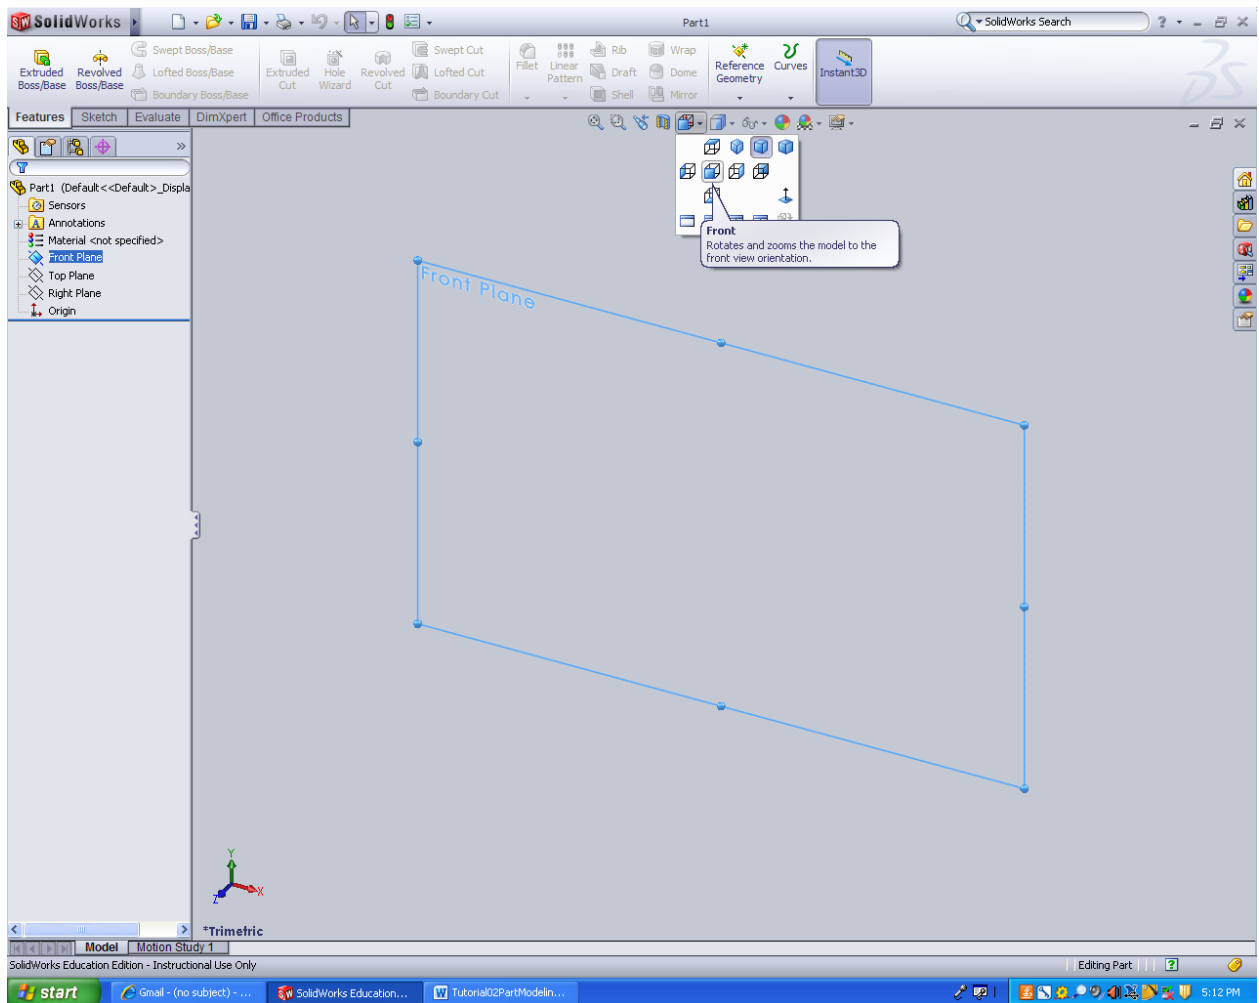 SolidWorks
Part1
SolidWorks Search
Extruded Boss/Base
Revolved Boss/Base
Swept Boss/Base
Lofted Boss/Base
Boundary Boss/Base
Extruded Cut
Hole Wizard
Revolved Cut
Swept Cut
Lofted Cut
Boundary Cut
Fillet
Linear Pattern
Rib
Draft
Shell
Wrap
Dome
Mirror
Reference Geometry
Curves
Instant3D
Features Sketch Evaluate DimXpert Office Products
Part1 (Default<<Default>_Displa
Sensors
Annotations
Material <not specified>
Front Plane
Top Plane
Right Plane
Origin
Front
Rotates and zooms the model to the
front view orientation.
Front Plane
Y
X
Z
*Trimetric
Model Motion Study 1
SolidWorks Education Edition - Instructional Use Only
Editing Part
start
Gmail - (no subject) - ...
SolidWorks Education...
Tutorial02PartModelin...
5:12 PM